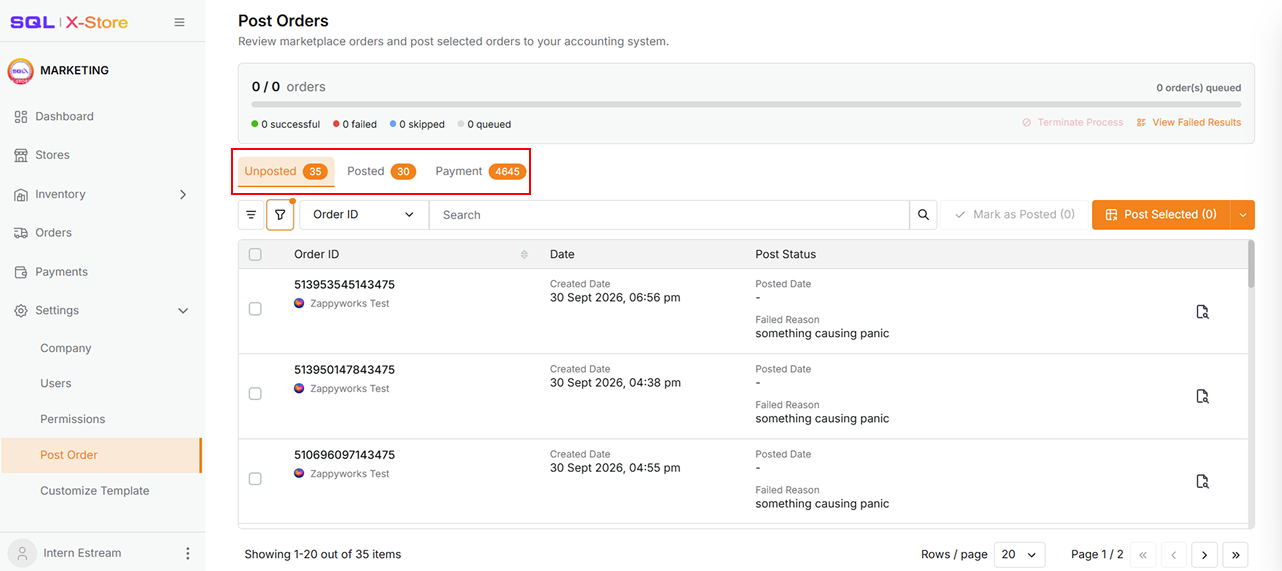 SQL | X-Store
MARKETING
Dashboard
Stores
Inventory
Orders
Payments
Settings
Company
Users
Permissions
Post Order
Customize Template
Intern Estream
Post Orders
Review marketplace orders and post selected orders to your accounting system.
0 / 0 orders
0 order(s) queued
0 successful 0 failed 0 skipped 0 queued
Terminate Process View Failed Results
Unposted 35 Posted 30 Payment 4645
Order ID Search Mark as Posted (0) Post Selected (0)
Order ID Date Post Status
513953545143475 Created Date Posted Date
Zappyworks Test 30 Sept 2026, 06:56 pm -
Failed Reason
something causing panic
513950147843475 Created Date Posted Date
Zappyworks Test 30 Sept 2026, 04:38 pm -
Failed Reason
something causing panic
510696097143475 Created Date Posted Date
Zappyworks Test 30 Sept 2026, 04:55 pm -
Failed Reason
something causing panic
Showing 1-20 out of 35 items
Rows / page 20 Page 1 / 2 « ‹ › »